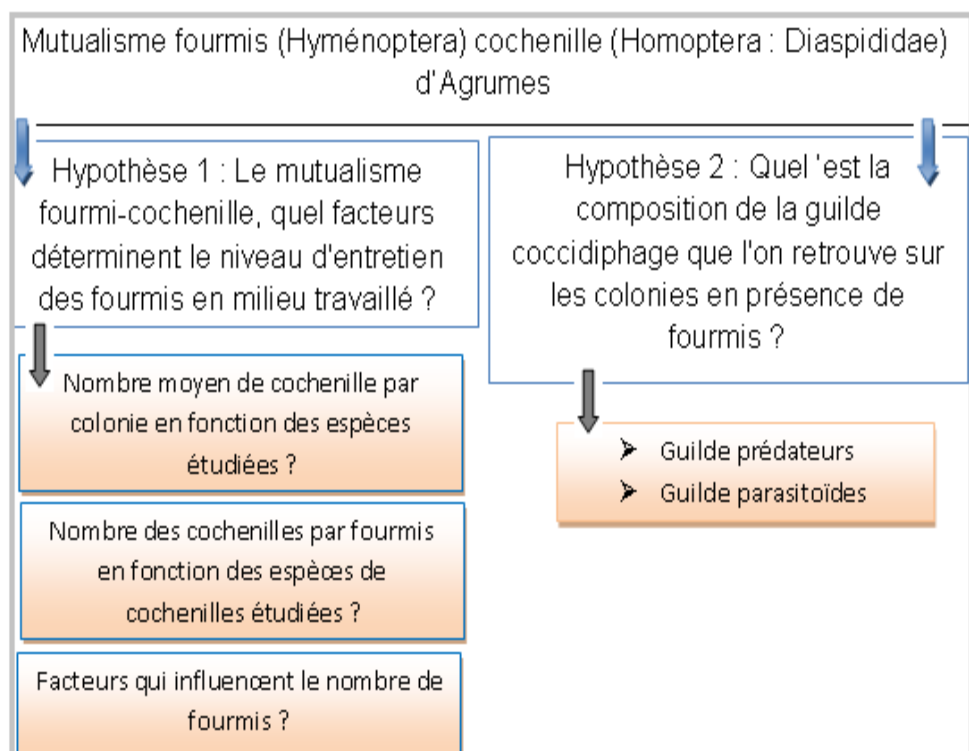 Mutualisme fourmis (Hyménoptera) cochenille (Homoptera : Diaspididae)
d'Agrumes
Hypothèse 1 : Le mutualisme
fourmi-cochenille, quel facteurs
déterminent le niveau d'entretien
des fourmis en milieu travaillé ?
Nombre moyen de cochenille par
colonie en fonction des espèces
étudiées ?
Nombre des cochenilles par fourmis
en fonction des espèces de
cochenilles étudiées ?
Facteurs qui influencent le nombre de
fourmis ?
Hypothèse 2 : Quel 'est la
composition de la guilde
coccidiphage que l'on retrouve sur
les colonies en présence de
fourmis ?
➤ Guilde prédateurs
➤ Guilde parasitoïdes